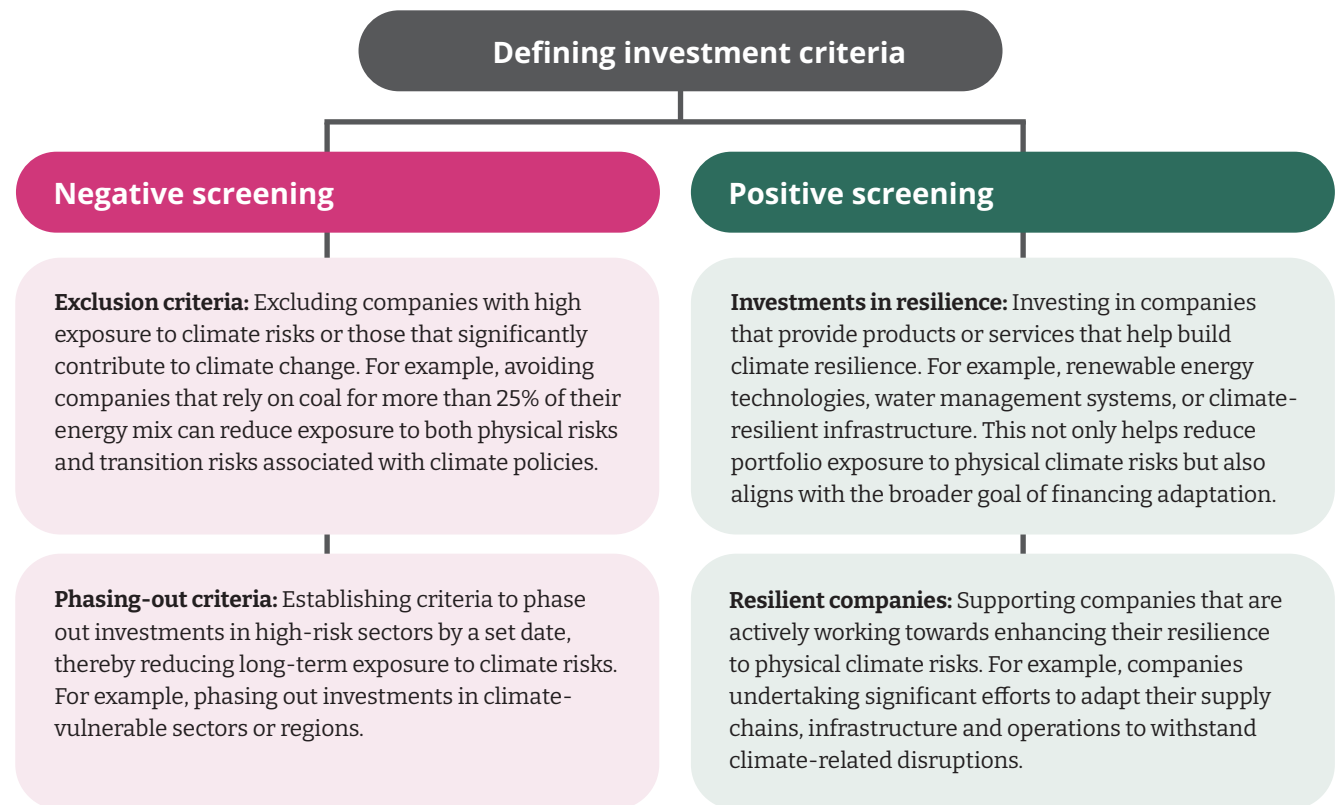 Defining investment criteria
Negative screening
Exclusion criteria: Excluding companies with high
exposure to climate risks or those that significantly
contribute to climate change. For example, avoiding
companies that rely on coal for more than 25% of their
energy mix can reduce exposure to both physical risks
and transition risks associated with climate policies.
Phasing-out criteria: Establishing criteria to phase
out investments in high-risk sectors by a set date,
thereby reducing long-term exposure to climate risks.
For example, phasing out investments in climate-
vulnerable sectors or regions.
Positive screening
Investments in resilience: Investing in companies
that provide products or services that help build
climate resilience. For example, renewable energy
technologies, water management systems, or climate-
resilient infrastructure. This not only helps reduce
portfolio exposure to physical climate risks but also
aligns with the broader goal of financing adaptation.
Resilient companies: Supporting companies that are
actively working towards enhancing their resilience
to physical climate risks. For example, companies
undertaking significant efforts to adapt their supply
chains, infrastructure and operations to withstand
climate-related disruptions.